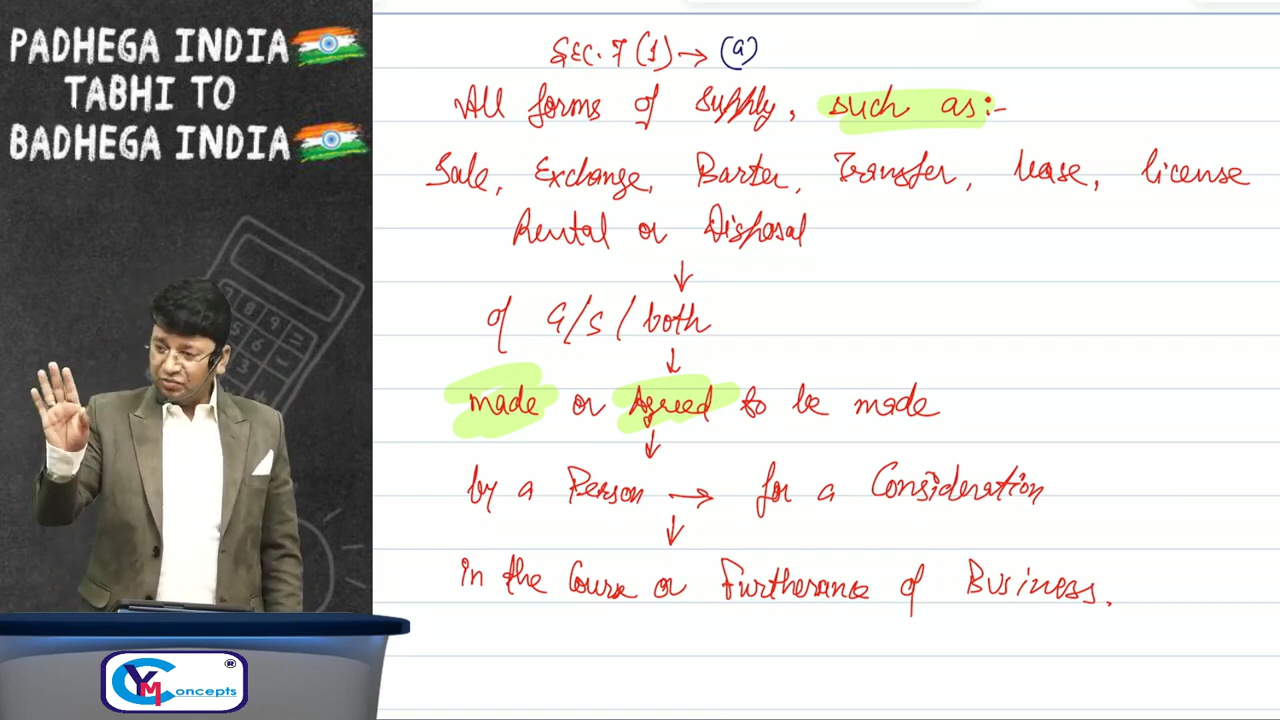 PADHEGA INDIA
TABHI TO
BADHEGA INDIA
SEC. 7 (1) → (a)
All forms of Supply, such as:-
Sale, Exchange, Barter, Transfer, lease, license
Rental or Disposal
↓
of G/S/both
↓
made or Agreed to be made
↓
by a Person → for a Consideration
↓
in the Course or Furtherance of Business.
CYM Concepts ®